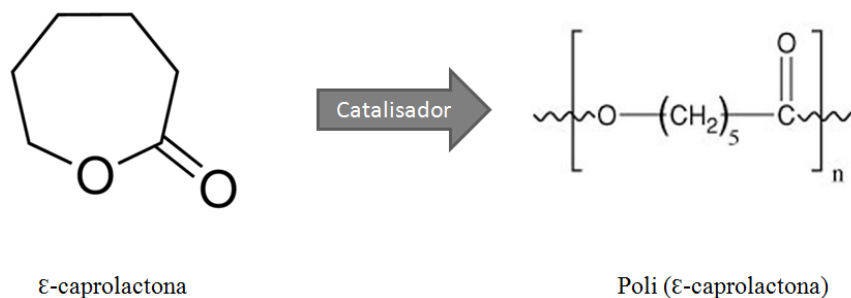 O
O
Catalisador
O
O
(CH₂)₅
C
n
Ɛ-caprolactona
Poli (Ɛ-caprolactona)